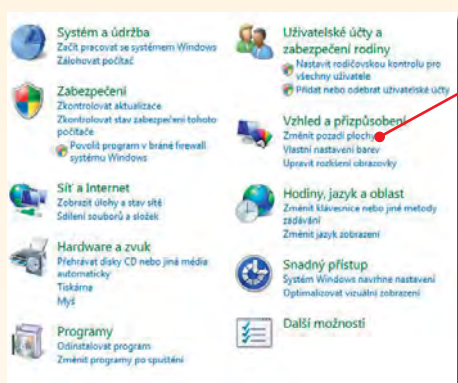 Systém a údržba
Začít pracovat se systémem Windows
Zálohovat počítač
Zabezpečení
Zkontrolovat aktualizace
Zkontrolovat stav zabezpečení tohoto
počítače
Povolit program v bráně firewall
systému Windows
Síť a Internet
Zobrazit úlohy a stav sítě
Sdílení souborů a složek
Hardware a zvuk
Přehrávat disky CD nebo jiná média
automaticky
Tiskárna
Myš
Programy
Odinstalovat program
Změnit programy po spuštění
Uživatelské účty a
zabezpečení rodiny
Nastavit rodičovskou kontrolu pro
všechny uživatele
Přidat nebo odebrat uživatelské účty
Vzhled a přizpůsobení
Změnit pozadí plochy
Vlastní nastavení barev
Upravit rozlišení obrazovky
Hodiny, jazyk a oblast
Změnit klávesnice nebo jiné metody
zadávání
Změnit jazyk zobrazení
Snadný přístup
Systém Windows navrhne nastavení
Optimalizovat vizuální zobrazení
Další možnosti